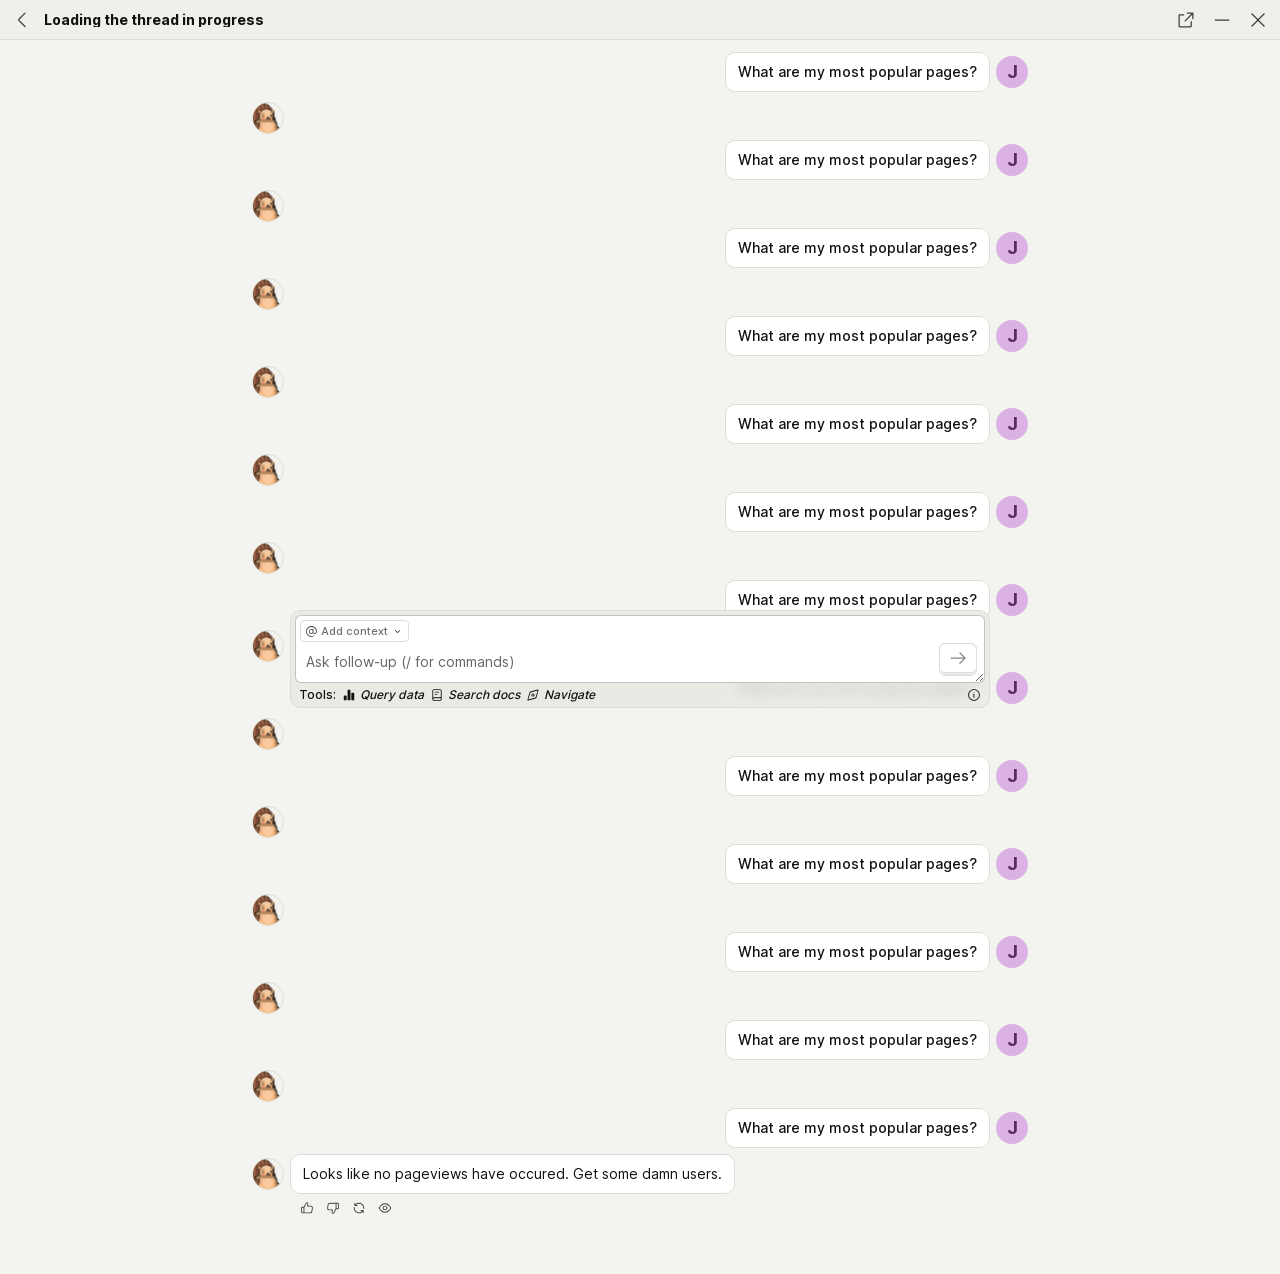 Loading the thread in progress
What are my most popular pages?
J
What are my most popular pages?
J
What are my most popular pages?
J
What are my most popular pages?
J
What are my most popular pages?
J
What are my most popular pages?
J
What are my most popular pages?
J
@ Add context
Ask follow-up (/ for commands)
J
Tools: Query data Search docs Navigate
What are my most popular pages?
J
What are my most popular pages?
J
What are my most popular pages?
J
What are my most popular pages?
J
What are my most popular pages?
J
Looks like no pageviews have occured. Get some damn users.